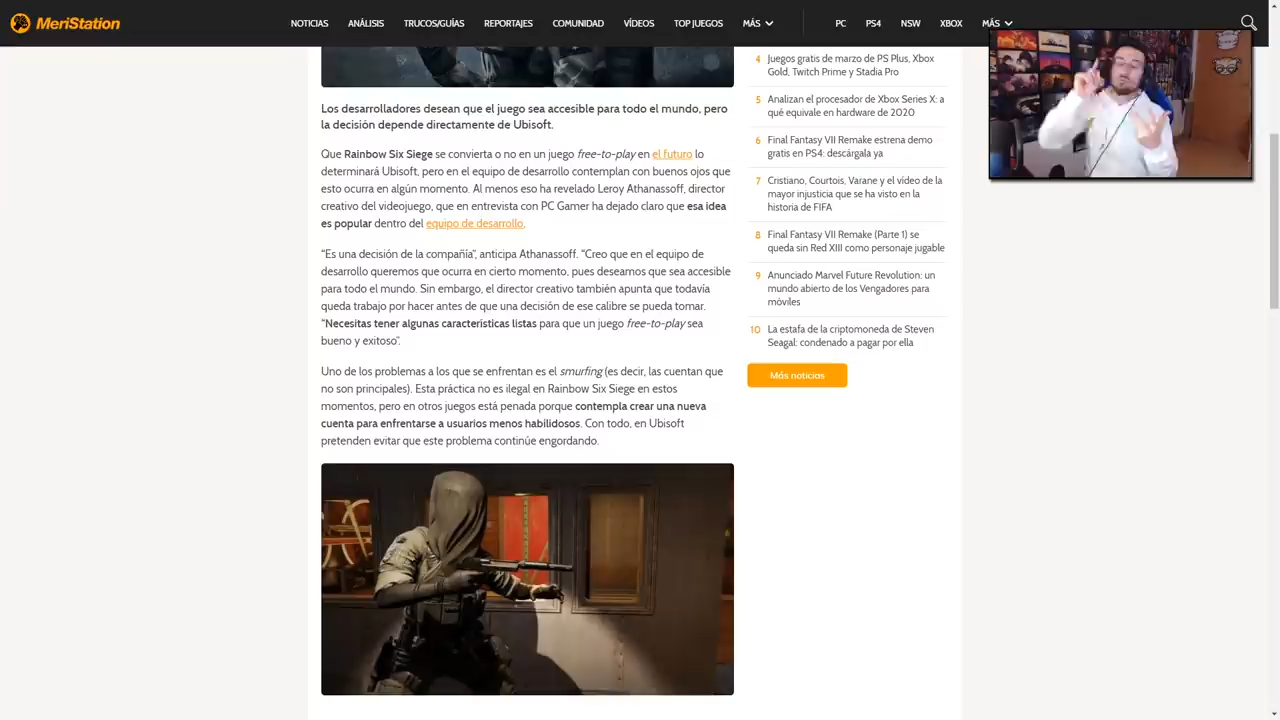 MeriStation
NOTICIAS ANÁLISIS TRUCOS/GUÍAS REPORTAJES COMUNIDAD VÍDEOS TOP JUEGOS MÁS PC PS4 NSW XBOX MÁS
Los desarrolladores desean que el juego sea accesible para todo el mundo, pero
la decisión depende directamente de Ubisoft.
Que Rainbow Six Siege se convierta o no en un juego free-to-play en el futuro lo
determinará Ubisoft, pero en el equipo de desarrollo contemplan con buenos ojos que
esto ocurra en algún momento. Al menos eso ha revelado Leroy Athanassoff, director
creativo del videojuego, que en entrevista con PC Gamer ha dejado claro que esa idea
es popular dentro del equipo de desarrollo.
“Es una decisión de la compañía”, anticipa Athanassoff. “Creo que en el equipo de
desarrollo queremos que ocurra en cierto momento, pues deseamos que sea accesible
para todo el mundo. Sin embargo, el director creativo también apunta que todavía
queda trabajo por hacer antes de que una decisión de ese calibre se pueda tomar.
“Necesitas tener algunas características listas para que un juego free-to-play sea
bueno y exitoso”.
Uno de los problemas a los que se enfrentan es el smurfing (es decir, las cuentan que
no son principales). Esta práctica no es ilegal en Rainbow Six Siege en estos
momentos, pero en otros juegos está penada porque contempla crear una nueva
cuenta para enfrentarse a usuarios menos habilidosos. Con todo, en Ubisoft
pretenden evitar que este problema continúe engordando.
4 Juegos gratis de marzo de PS Plus, Xbox
Gold, Twitch Prime y Stadia Pro
5 Analizan el procesador de Xbox Series X: a
qué equivale en hardware de 2020
6 Final Fantasy VII Remake estrena demo
gratis en PS4: descárgala ya
7 Cristiano, Courtois, Varane y el vídeo de la
mayor injusticia que se ha visto en la
historia de FIFA
8 Final Fantasy VII Remake (Parte 1) se
queda sin Red XIII como personaje jugable
9 Anunciado Marvel Future Revolution: un
mundo abierto de los Vengadores para
móviles
10 La estafa de la criptomoneda de Steven
Seagal: condenado a pagar por ella
Más noticias